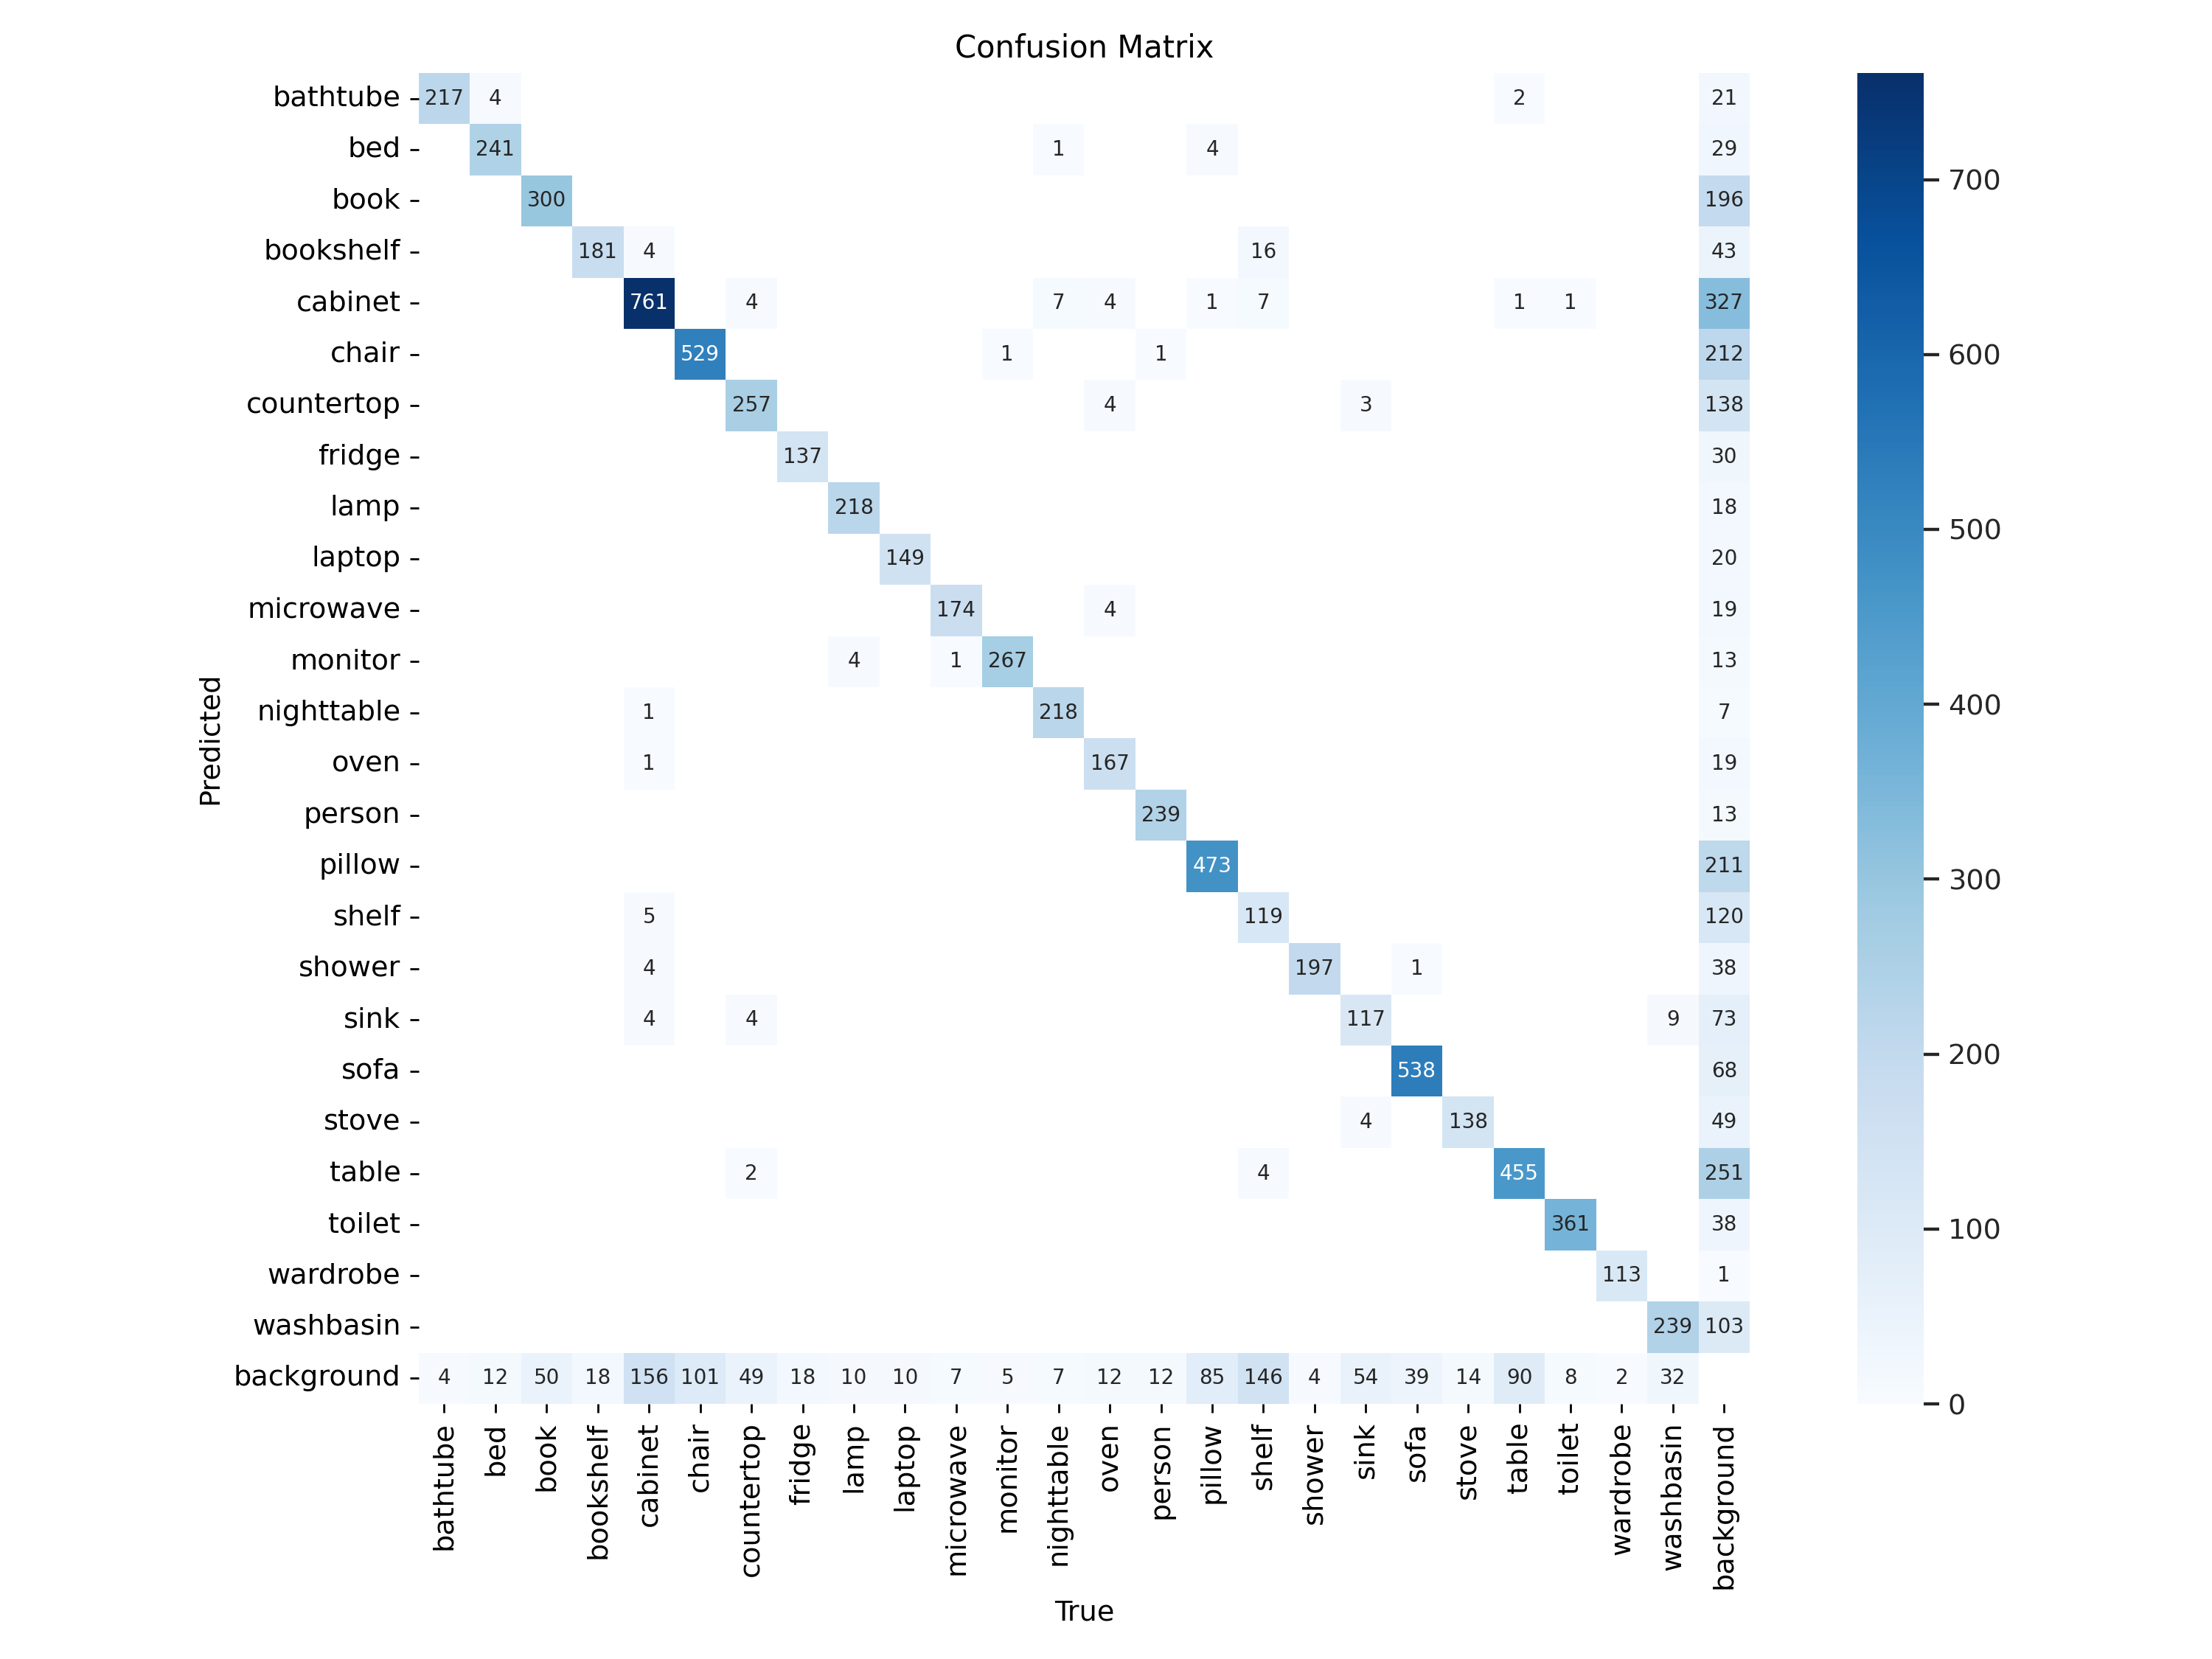 Confusion Matrix
bathtube 217 4 2 21
bed 241 1 4 29
book 300 196
bookshelf 181 4 16 43
cabinet 761 4 7 4 1 7 1 1 327
chair 529 1 1 212
countertop 257 4 3 138
fridge 137 30
lamp 218 18
laptop 149 20
microwave 174 4 19
monitor 4 1 267 13
nighttable 1 218 7
oven 1 167 19
person 239 13
pillow 473 211
shelf 5 119 120
shower 4 197 1 38
sink 4 4 117 9 73
sofa 538 68
stove 4 138 49
table 2 4 455 251
toilet 361 38
wardrobe 113 1
washbasin 239 103
background 4 12 50 18 156 101 49 18 10 10 7 5 7 12 12 85 146 4 54 39 14 90 8 2 32
Predicted
bathtube
bed
book
bookshelf
cabinet
chair
countertop
fridge
lamp
laptop
microwave
monitor
nighttable
oven
person
pillow
shelf
shower
sink
sofa
stove
table
toilet
wardrobe
washbasin
background
True
700
600
500
400
300
200
100
0